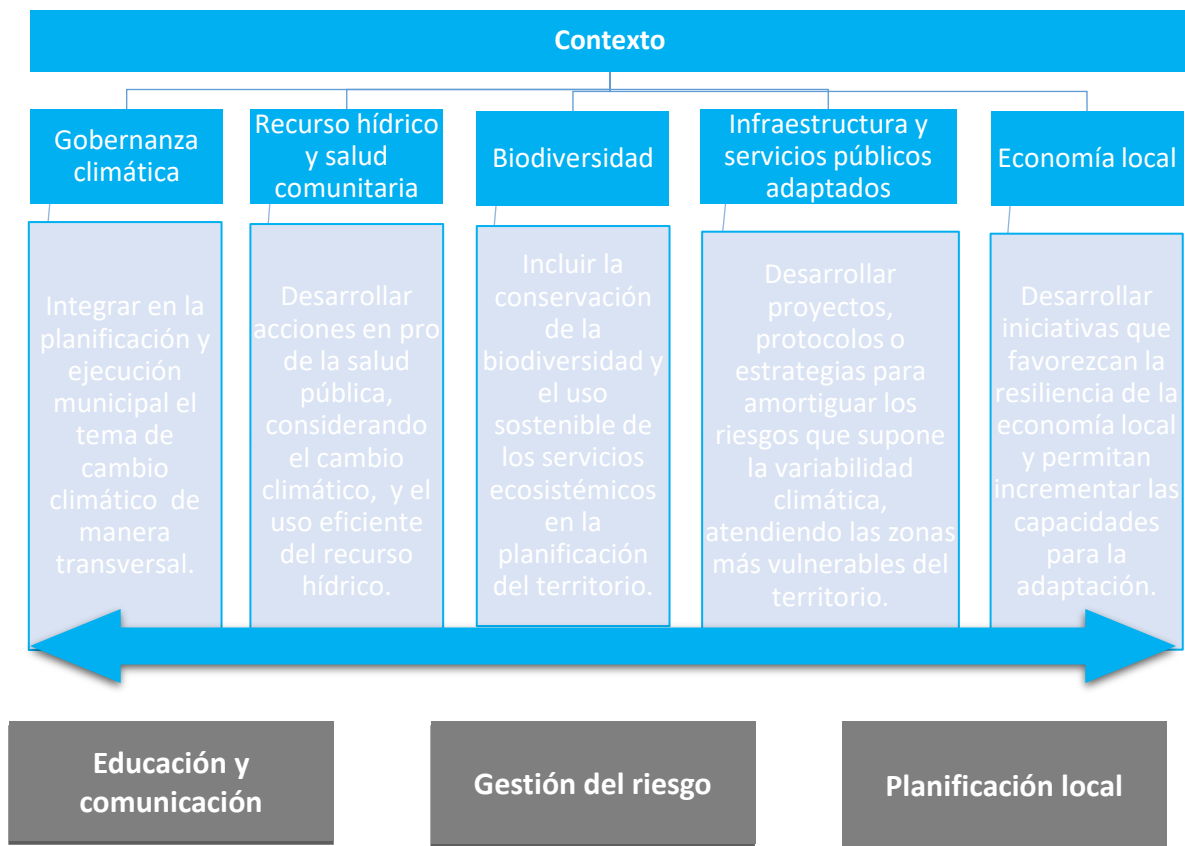 Contexto
Gobernanza
climática
Recurso hídrico
y salud
comunitaria
Biodiversidad
Infraestructura y
servicios públicos
adaptados
Economía local
Integrar en la
planificación y
ejecución
municipal el
tema de
cambio
climático de
manera
transversal.
Desarrollar
acciones en pro
de la salud
pública,
considerando
el cambio
climático, y el
uso eficiente
del recurso
hídrico.
Incluir la
conservación
de la
biodiversidad y
el uso
sostenible de
los servicios
ecosistémicos
en la
planificación
del territorio.
Desarrollar
proyectos,
protocolos o
estrategias para
amortiguar los
riesgos que supone
la variabilidad
climática,
atendiendo las zonas
más vulnerables del
territorio.
Desarrollar
iniciativas que
favorezcan la
resiliencia de la
economía local
y permitan
incrementar las
capacidades
para la
adaptación.
Educación y
comunicación
Gestión del riesgo
Planificación local